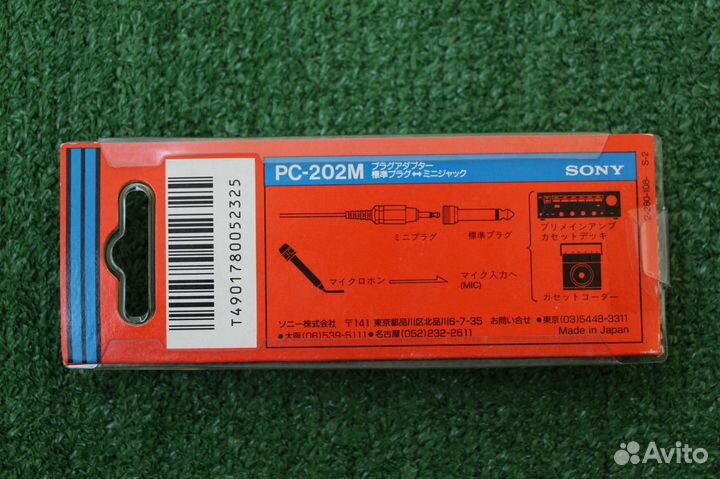 PC-202M
プラグアダプター
標準プラグ↔ミニジャック
SONY
ミニプラグ
標準プラグ
プリメインアンプ
カセットデッキ
マイクロホン
マイク入力へ
(MIC)
カセットコーダー
ソニー株式会社 〒141 東京都品川区北品川6-7-35 お問い合せ ●東京(03)5448-3311
●大阪(06)539-5111 ●名古屋(052)232-2611
Made in Japan
T4901780052325
2-280-108- S-2
Avito